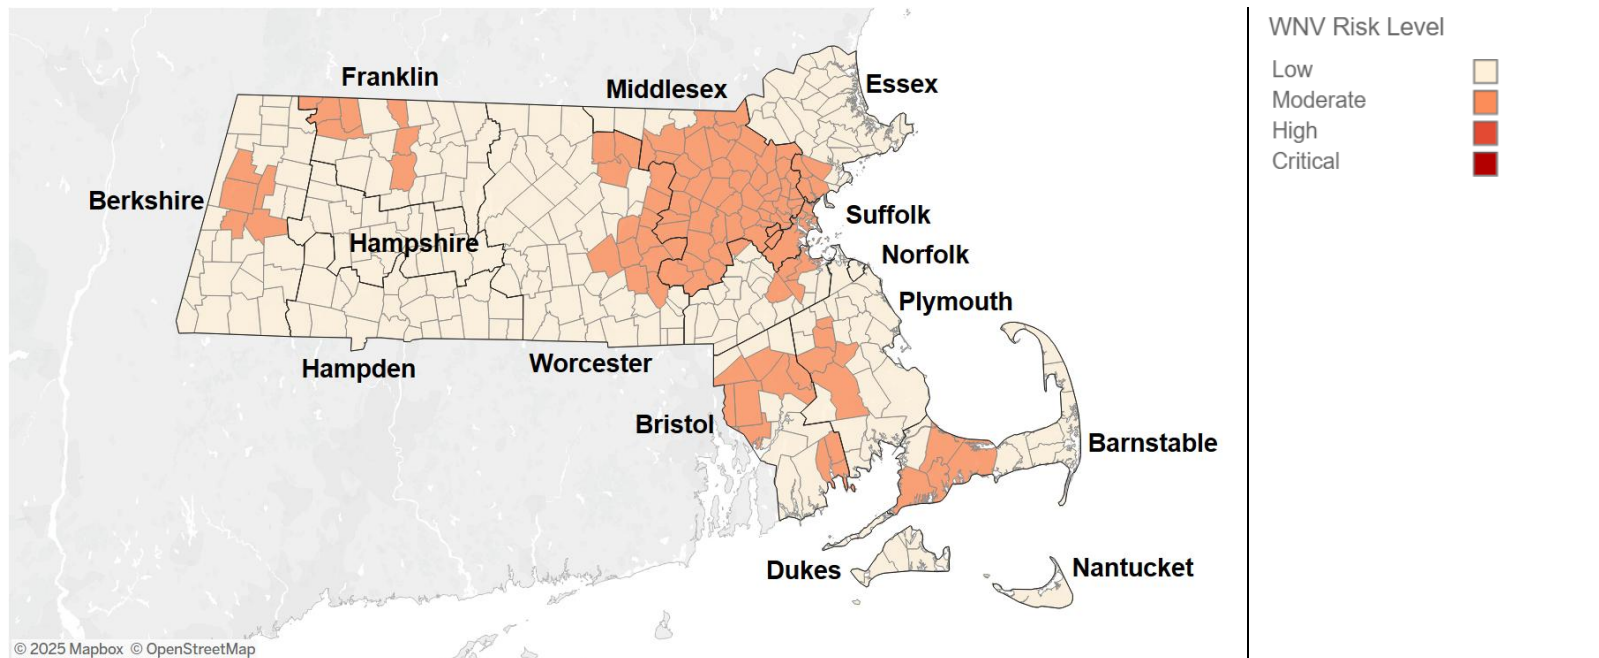 WNV Risk Level
Low
Moderate
High
Critical
Franklin
Middlesex
Essex
Berkshire
Suffolk
Hampshire
Norfolk
Plymouth
Hampden
Worcester
Bristol
Barnstable
Dukes
Nantucket
© 2025 Mapbox © OpenStreetMap